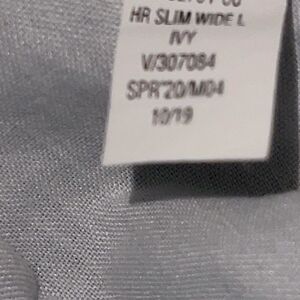 HR SLIM WIDE L
IVY
V/307084
SPR'20/M04
10/19